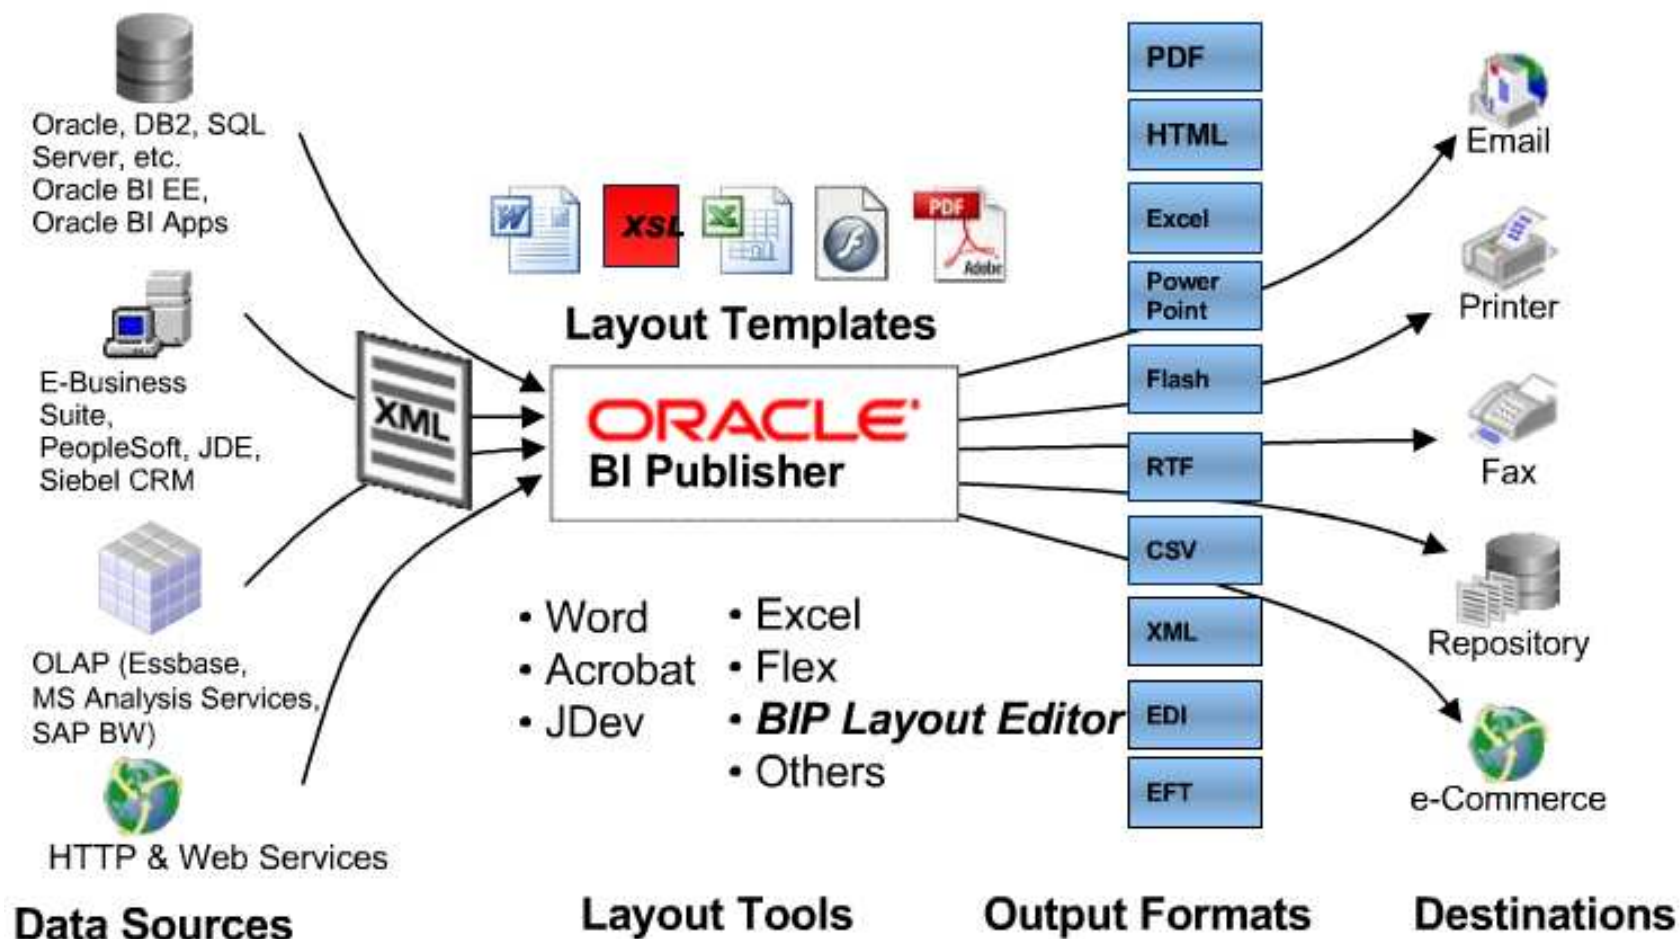 Oracle, DB2, SQL
Server, etc.
Oracle BI EE,
Oracle BI Apps
E-Business
Suite,
PeopleSoft, JDE,
Siebel CRM
OLAP (Essbase,
MS Analysis Services,
SAP BW)
HTTP & Web Services
Data Sources
XML
W
XSL
X
PDF
Adobe
Layout Templates
ORACLE
BI Publisher
• Word
• Acrobat
• JDev
• Excel
• Flex
• BIP Layout Editor
• Others
Layout Tools
PDF
HTML
Excel
Power
Point
Flash
RTF
CSV
XML
EDI
EFT
Output Formats
Email
Printer
Fax
Repository
e-Commerce
Destinations